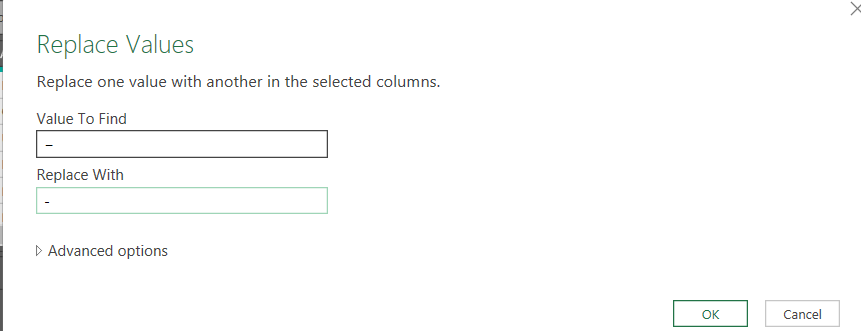 Replace Values
Replace one value with another in the selected columns.
Value To Find
–
Replace With
-
Advanced options
OK
Cancel